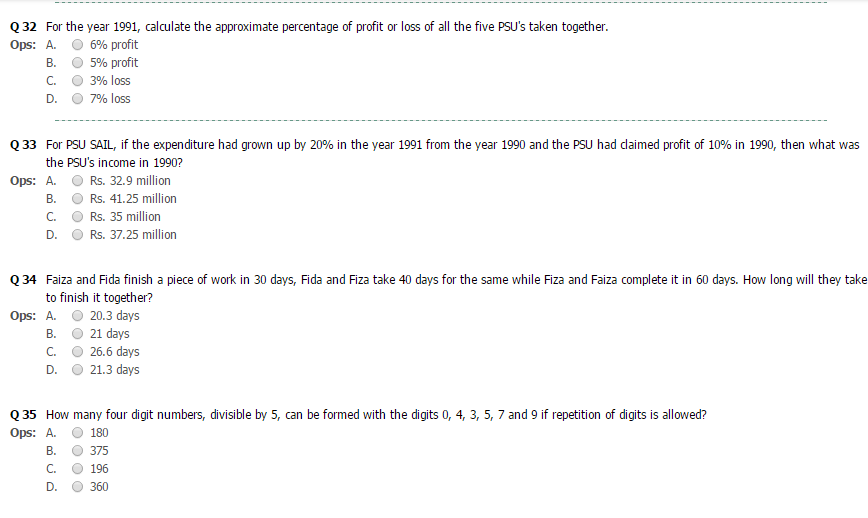 Q 32 For the year 1991, calculate the approximate percentage of profit or loss of all the five PSU's taken together.
Ops: A. 6% profit
B. 5% profit
C. 3% loss
D. 7% loss
Q 33 For PSU SAIL, if the expenditure had grown up by 20% in the year 1991 from the year 1990 and the PSU had claimed profit of 10% in 1990, then what was
the PSU's income in 1990?
Ops: A. Rs. 32.9 million
B. Rs. 41.25 million
C. Rs. 35 million
D. Rs. 37.25 million
Q 34 Faiza and Fida finish a piece of work in 30 days, Fida and Fiza take 40 days for the same while Fiza and Faiza complete it in 60 days. How long will they take
to finish it together?
Ops: A. 20.3 days
B. 21 days
C. 26.6 days
D. 21.3 days
Q 35 How many four digit numbers, divisible by 5, can be formed with the digits 0, 4, 3, 5, 7 and 9 if repetition of digits is allowed?
Ops: A. 180
B. 375
C. 196
D. 360